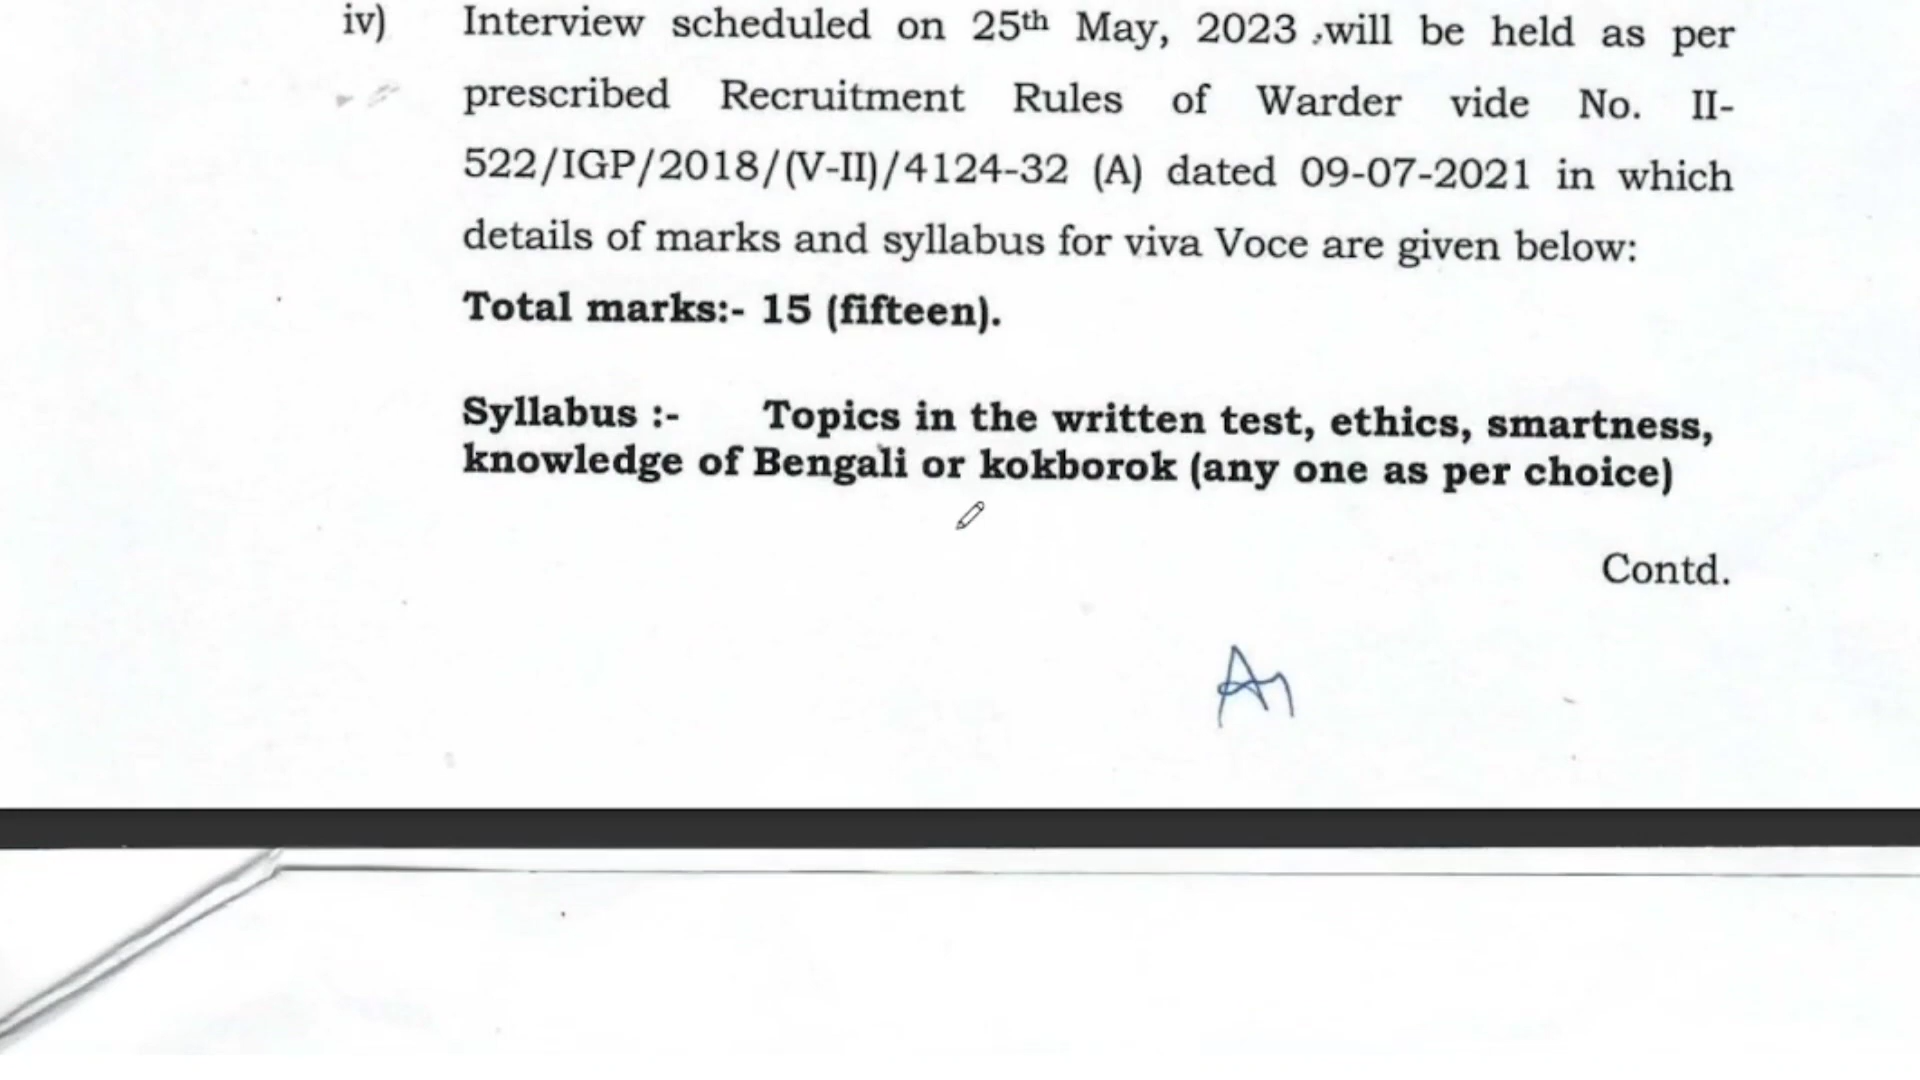 iv) Interview scheduled on 25th May, 2023 ,will be held as per
prescribed Recruitment Rules of Warder vide No. II-
522/IGP/2018/(V-II)/4124-32 (A) dated 09-07-2021 in which
details of marks and syllabus for viva Voce are given below:
Total marks:- 15 (fifteen).
Syllabus :- Topics in the written test, ethics, smartness,
knowledge of Bengali or kokborok (any one as per choice)
Contd.